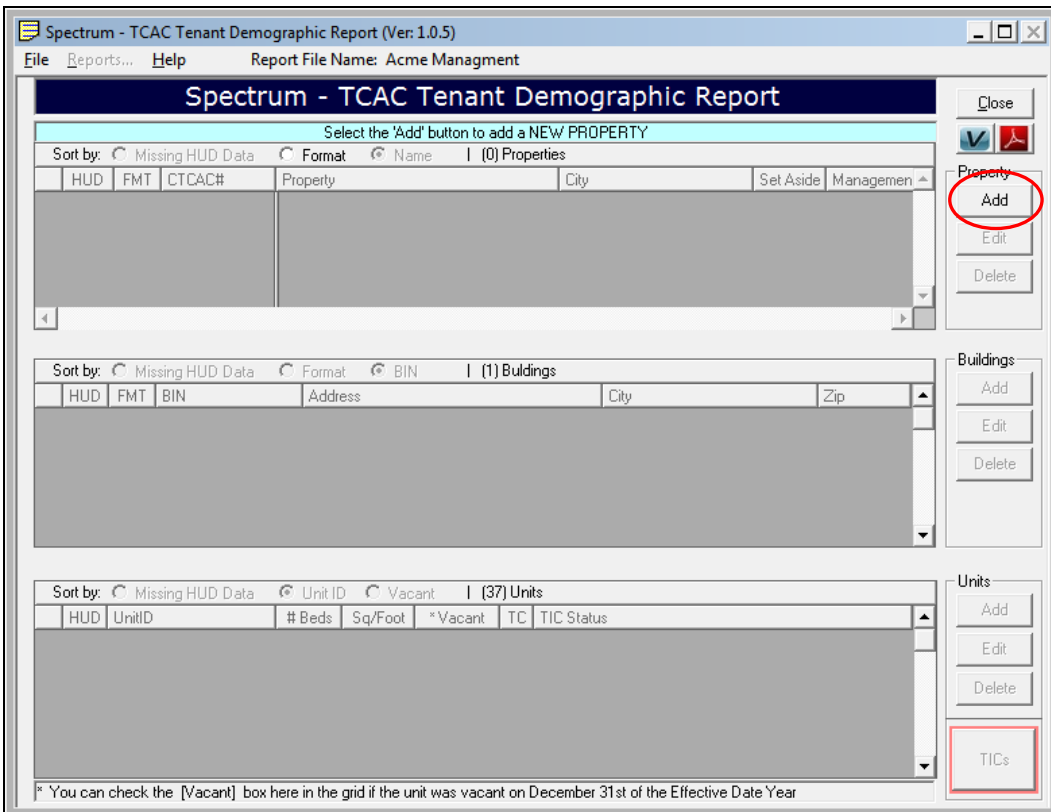 Spectrum - TCAC Tenant Demographic Report (Ver: 1.0.5)
File Reports... Help Report File Name: Acme Managment
Spectrum - TCAC Tenant Demographic Report
Close
Select the 'Add' button to add a NEW PROPERTY
Sort by: Missing HUD Data Format Name | (0) Properties
HUD FMT CTCAC# Property City Set Aside Managemen
Property
Add
Edit
Delete
Sort by: Missing HUD Data Format BIN | (1) Buldings
HUD FMT BIN Address City Zip
Buildings
Add
Edit
Delete
Sort by: Missing HUD Data Unit ID Vacant | (37) Units
HUD UnitID # Beds Sq/Foot * Vacant TC TIC Status
Units
Add
Edit
Delete
TICs
* You can check the [Vacant] box here in the grid if the unit was vacant on December 31st of the Effective Date Year